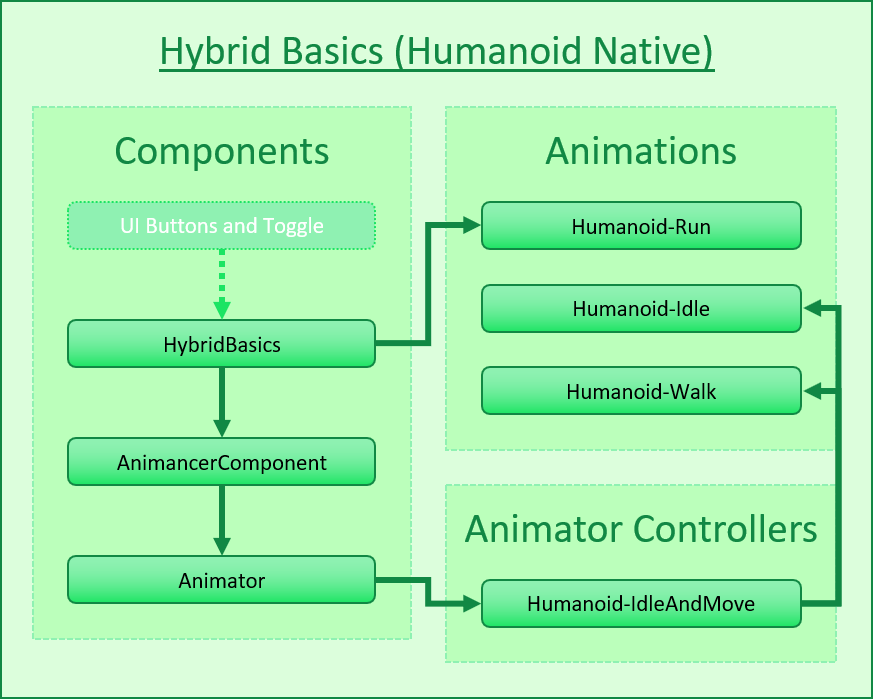 Hybrid Basics (Humanoid Native)
Components
UI Buttons and Toggle
HybridBasics
AnimancerComponent
Animator
Animations
Humanoid-Run
Humanoid-Idle
Humanoid-Walk
Animator Controllers
Humanoid-IdleAndMove